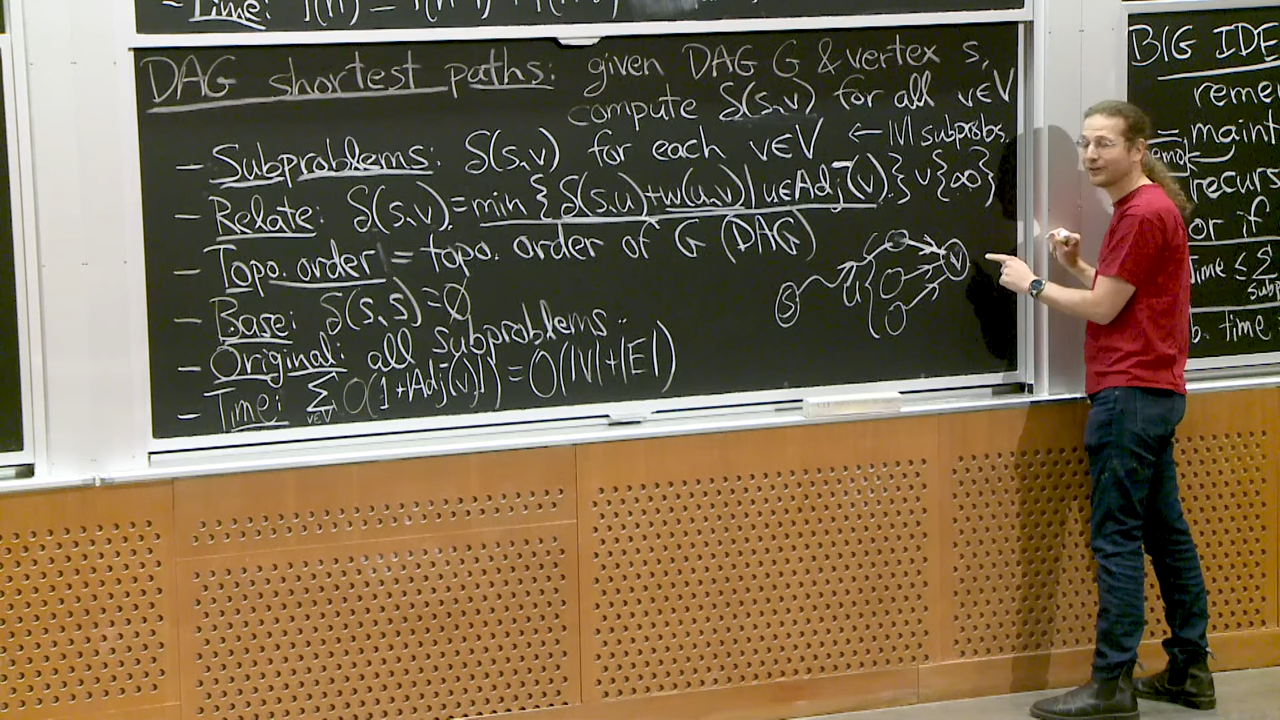 - Time:
DAG shortest paths: given DAG G & vertex s,
compute δ(s,v) for all v∈V
- Subproblems: δ(s,v) for each v∈V ← |V| subprobs.
- Relate: δ(s,v) = min {δ(s,u)+w(u,v) | u∈Adj⁻(v)} ∪ {∞}
- Topo. order = topo. order of G (DAG)
- Base: δ(s,s) = 0
- Original: all subproblems
- Time: Σ v∈V O(1+|Adj⁻(v)|) = O(|V|+|E|)
s u { v
BIG IDE
remem
- maint
memo ←
recurs
or if
Time ≤ Σ
subp
time